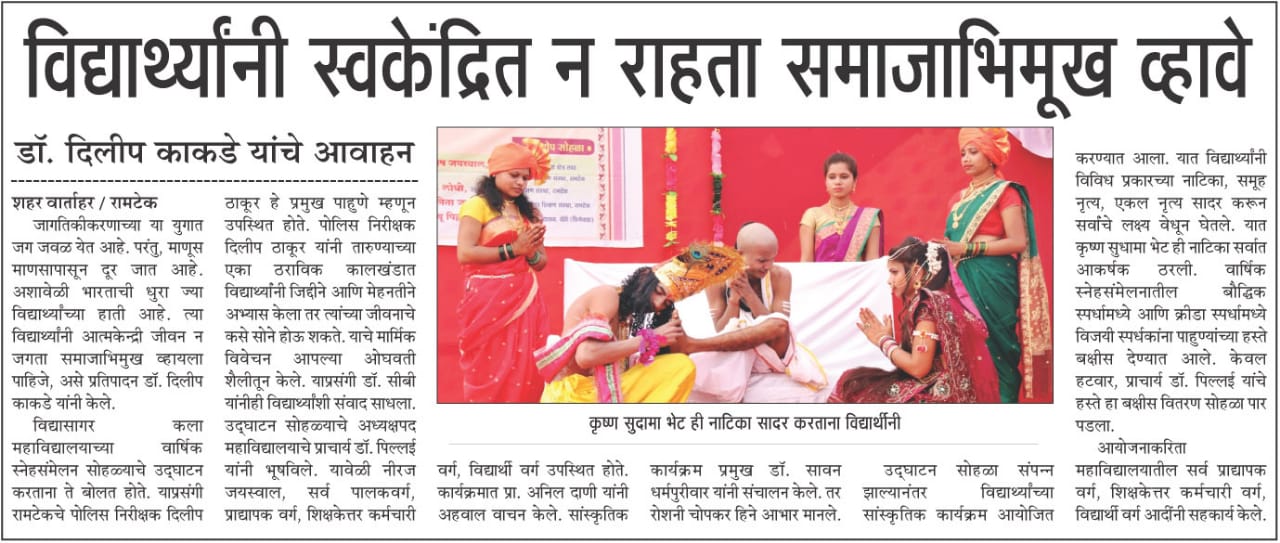 विद्यार्थ्यांनी स्वकेंद्रित न राहता समाजाभिमूख व्हावे
डॉ. दिलीप काकडे यांचे आवाहन
शहर वार्ताहर / रामटेक
जागतिकीकरणाच्या या युगात
जग जवळ येत आहे. परंतु, माणूस
माणसापासून दूर जात आहे.
अशावेळी भारताची धुरा ज्या
विद्यार्थ्यांच्या हाती आहे. त्या
विद्यार्थ्यांनी आत्मकेन्द्री जीवन न
जगता समाजाभिमुख व्हायला
पाहिजे, असे प्रतिपादन डॉ. दिलीप
काकडे यांनी केले.
विद्यासागर कला
महाविद्यालयाच्या वार्षिक
स्नेहसंमेलन सोहळ्याचे उद्घाटन
करताना ते बोलत होते. याप्रसंगी
रामटेकचे पोलिस निरीक्षक दिलीप
ठाकूर हे प्रमुख पाहुणे म्हणून
उपस्थित होते. पोलिस निरीक्षक
दिलीप ठाकूर यांनी तारुण्याच्या
एका ठराविक कालखंडात
विद्यार्थ्यांनी जिद्दीने आणि मेहनतीने
अभ्यास केला तर त्यांच्या जीवनाचे
कसे सोने होऊ शकते. याचे मार्मिक
विवेचन आपल्या ओघवती
शैलीतून केले. याप्रसंगी डॉ. सीबी
यांनीही विद्यार्थ्यांशी संवाद साधला.
उद्घाटन सोहळ्याचे अध्यक्षपद
महाविद्यालयाचे प्राचार्य डॉ. पिल्लई
यांनी भूषविले. यावेळी नीरज
जयस्वाल, सर्व पालकवर्ग,
प्राद्यापक वर्ग, शिक्षकेत्तर कर्मचारी
कृष्ण सुदामा भेट ही नाटिका सादर करताना विद्यार्थीनी
वर्ग, विद्यार्थी वर्ग उपस्थित होते.
कार्यक्रमात प्रा. अनिल दाणी यांनी
अहवाल वाचन केले. सांस्कृतिक
कार्यक्रम प्रमुख डॉ. सावन
धर्मपुरीवार यांनी संचालन केले. तर
रोशनी चोपकर हिने आभार मानले.
उद्घाटन सोहळा संपन्न
झाल्यानंतर विद्यार्थ्यांच्या
सांस्कृतिक कार्यक्रम आयोजित
करण्यात आला. यात विद्यार्थ्यांनी
विविध प्रकारच्या नाटिका, समूह
नृत्य, एकल नृत्य सादर करून
सर्वांचे लक्ष्य वेधून घेतले. यात
कृष्ण सुधामा भेट ही नाटिका सर्वात
आकर्षक ठरली. वार्षिक
स्नेहसंमेलनातील बौद्धिक
स्पर्धामध्ये आणि क्रीडा स्पर्धामध्ये
विजयी स्पर्धकांना पाहुण्यांच्या हस्ते
बक्षीस देण्यात आले. केवल
हटवार, प्राचार्य डॉ. पिल्लई यांचे
हस्ते हा बक्षीस वितरण सोहळा पार
पडला.
आयोजनाकरिता
महाविद्यालयातील सर्व प्राद्यापक
वर्ग, शिक्षकेत्तर कर्मचारी वर्ग,
विद्यार्थी वर्ग आदींनी सहकार्य केले.